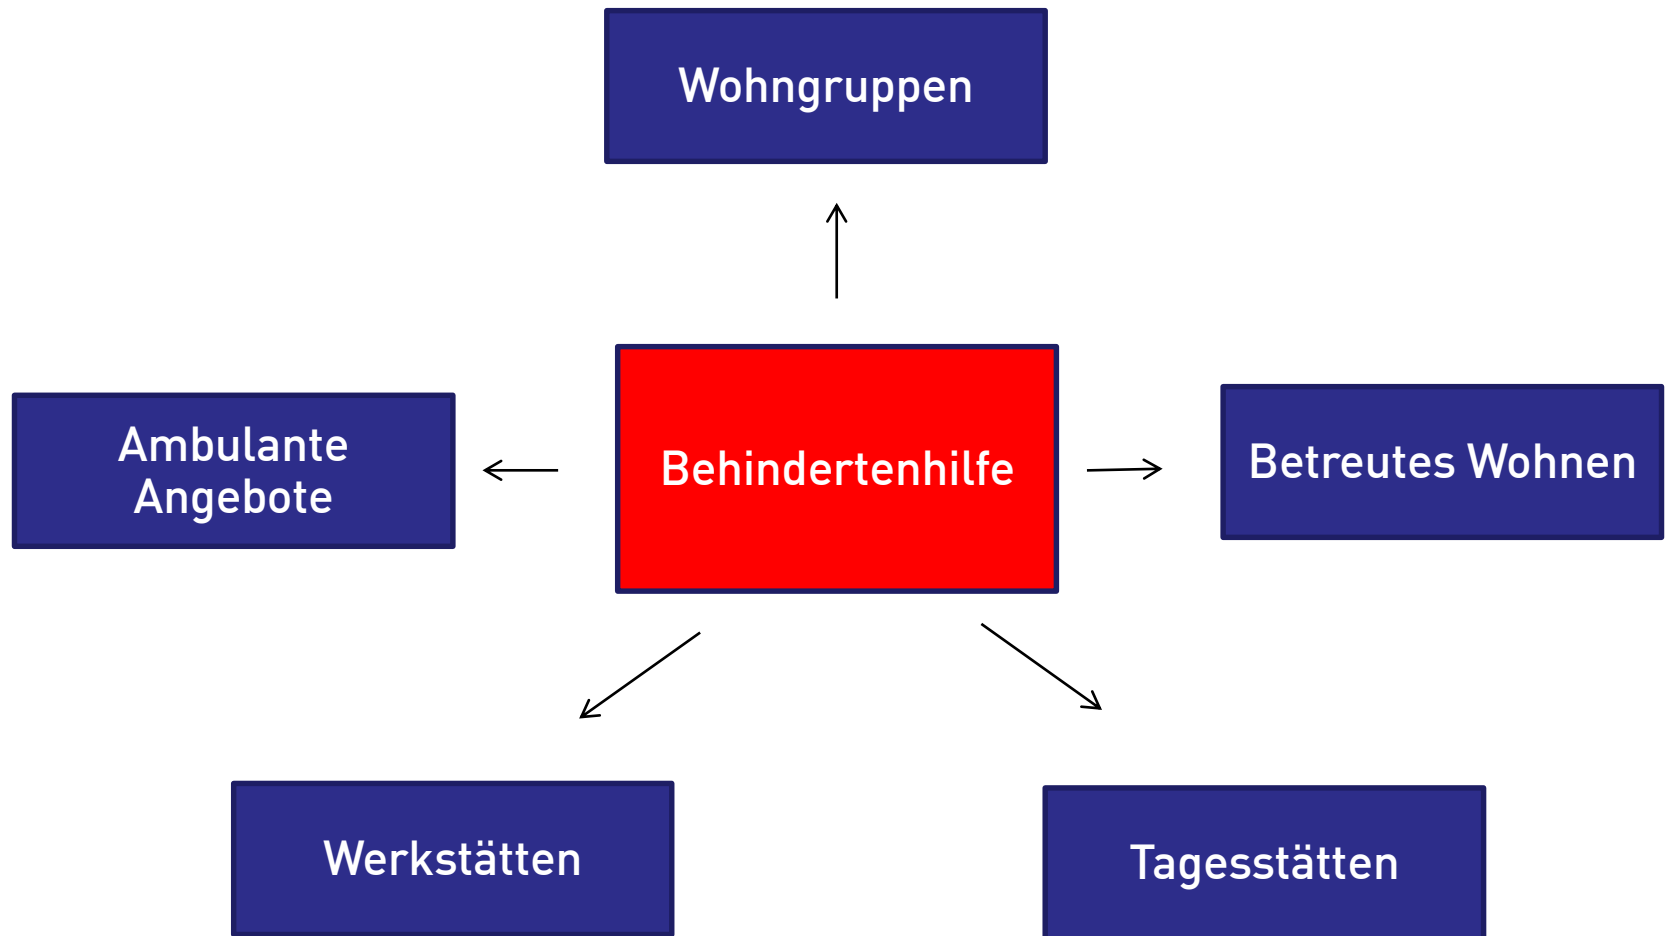 Wohngruppen
Ambulante
Angebote
Behindertenhilfe
Betreutes Wohnen
Werkstätten
Tagesstätten